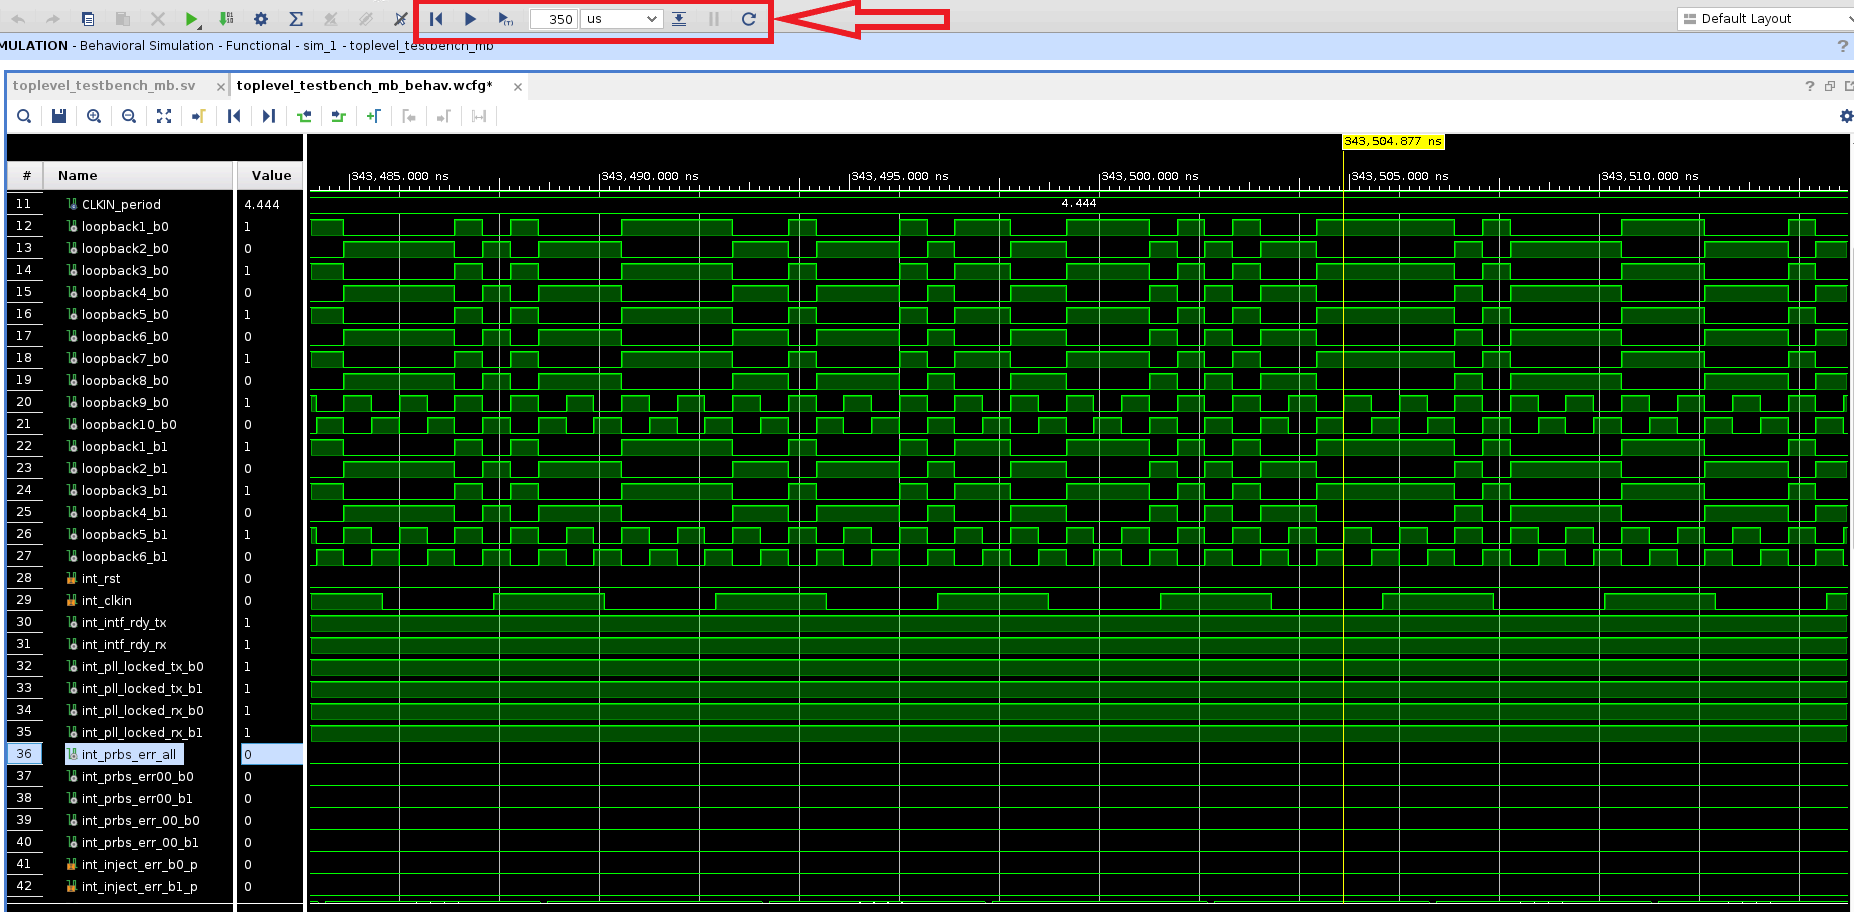 350 us
Default Layout
MULATION - Behavioral Simulation - Functional - sim_1 - toplevel_testbench_mb ?
toplevel_testbench_mb.sv × toplevel_testbench_mb_behav.wcfg* × ?
343,504.877 ns
# Name Value
343,485.000 ns 343,490.000 ns 343,495.000 ns 343,500.000 ns 343,505.000 ns 343,510.000 ns
11 CLKIN_period 4.444 4.444
12 loopback1_b0 1
13 loopback2_b0 0
14 loopback3_b0 1
15 loopback4_b0 0
16 loopback5_b0 1
17 loopback6_b0 0
18 loopback7_b0 1
19 loopback8_b0 0
20 loopback9_b0 1
21 loopback10_b0 0
22 loopback1_b1 1
23 loopback2_b1 0
24 loopback3_b1 1
25 loopback4_b1 0
26 loopback5_b1 1
27 loopback6_b1 0
28 int_rst 0
29 int_clkin 0
30 int_intf_rdy_tx 1
31 int_intf_rdy_rx 1
32 int_pll_locked_tx_b0 1
33 int_pll_locked_tx_b1 1
34 int_pll_locked_rx_b0 1
35 int_pll_locked_rx_b1 1
36 int_prbs_err_all 0
37 int_prbs_err00_b0 0
38 int_prbs_err00_b1 0
39 int_prbs_err_00_b0 0
40 int_prbs_err_00_b1 0
41 int_inject_err_b0_p 0
42 int_inject_err_b1_p 0